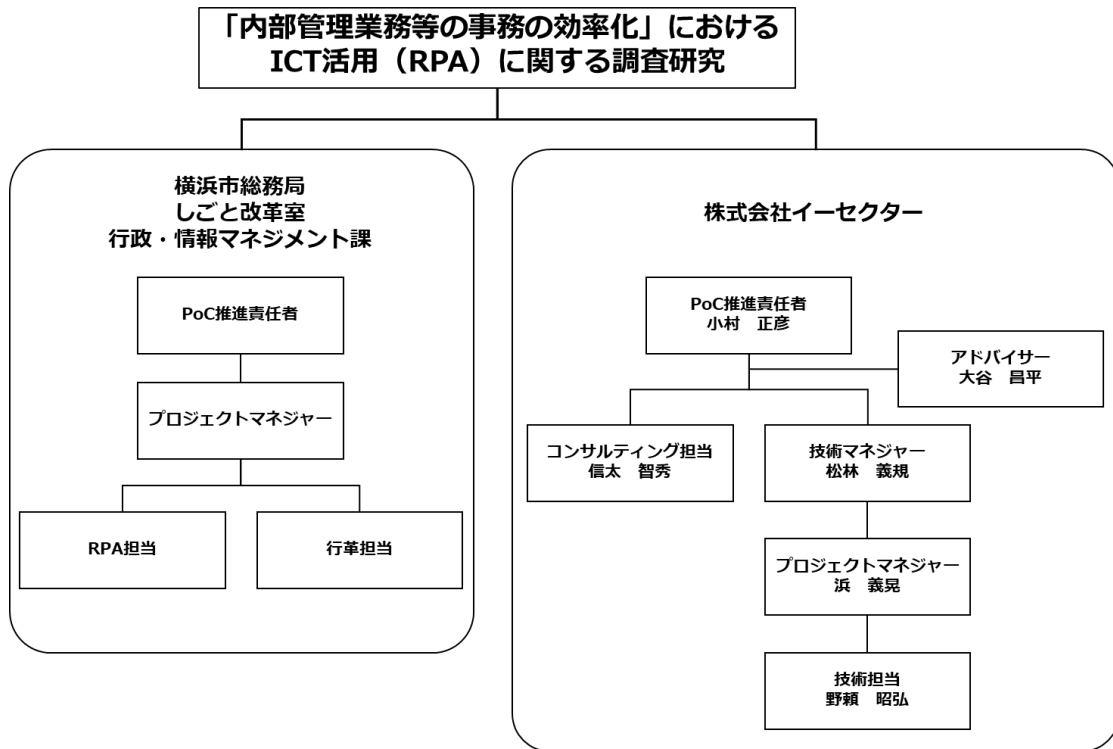 「内部管理業務等の事務の効率化」における
ICT活用（RPA）に関する調査研究
横浜市総務局
しごと改革室
行政・情報マネジメント課
PoC推進責任者
プロジェクトマネジャー
RPA担当
行革担当
株式会社イーセクター
PoC推進責任者
小村　正彦
アドバイサー
大谷　昌平
コンサルティング担当
信太　智秀
技術マネジャー
松林　義規
プロジェクトマネジャー
浜　義晃
技術担当
野頼　昭弘